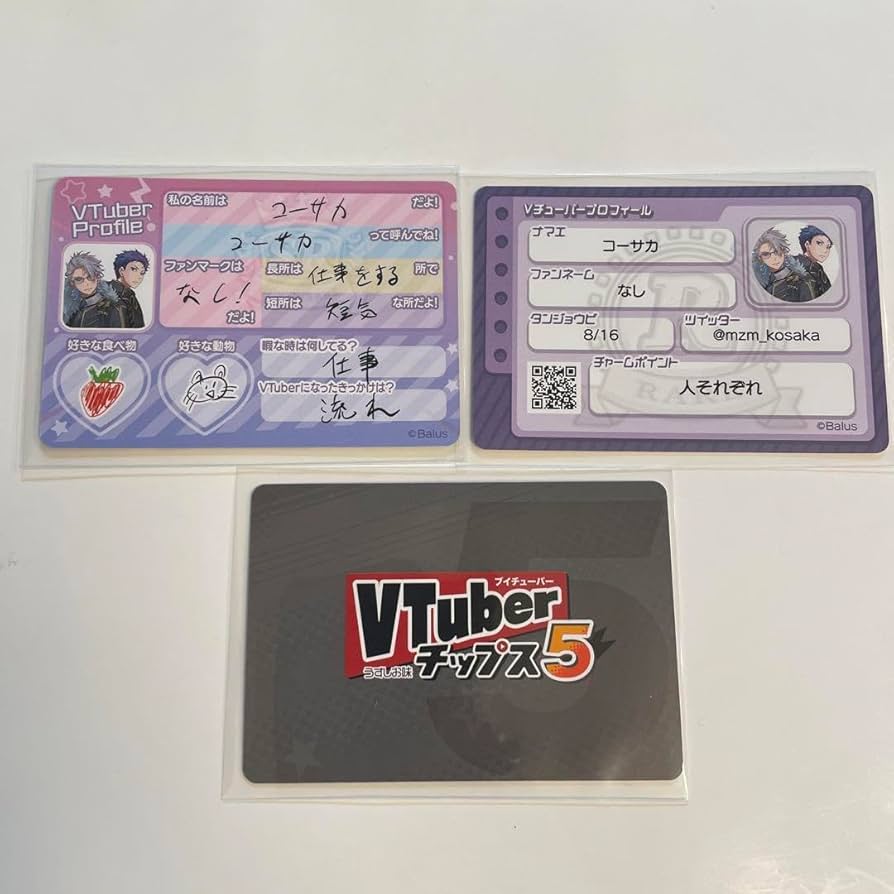 VTuber
Profile
私の名前は コーサカ だよ!
コーサカ って呼んでね!
ファンマークは なし! だよ!
長所は 仕事をする 所で
短所は 短気 な所だよ!
好きな食べ物
好きな動物
暇な時は何してる?
仕事
VTuberになったきっかけは?
流れ
©Balus
Vチューバープロフィール
ナマエ
コーサカ
ファンネーム
なし
タンジョウビ
8/16
ツイッター
@mzm_kosaka
チャームポイント
人それぞれ
R
RARE
©Balus
ブイチューバー
VTuber
うすしお味
チップス5